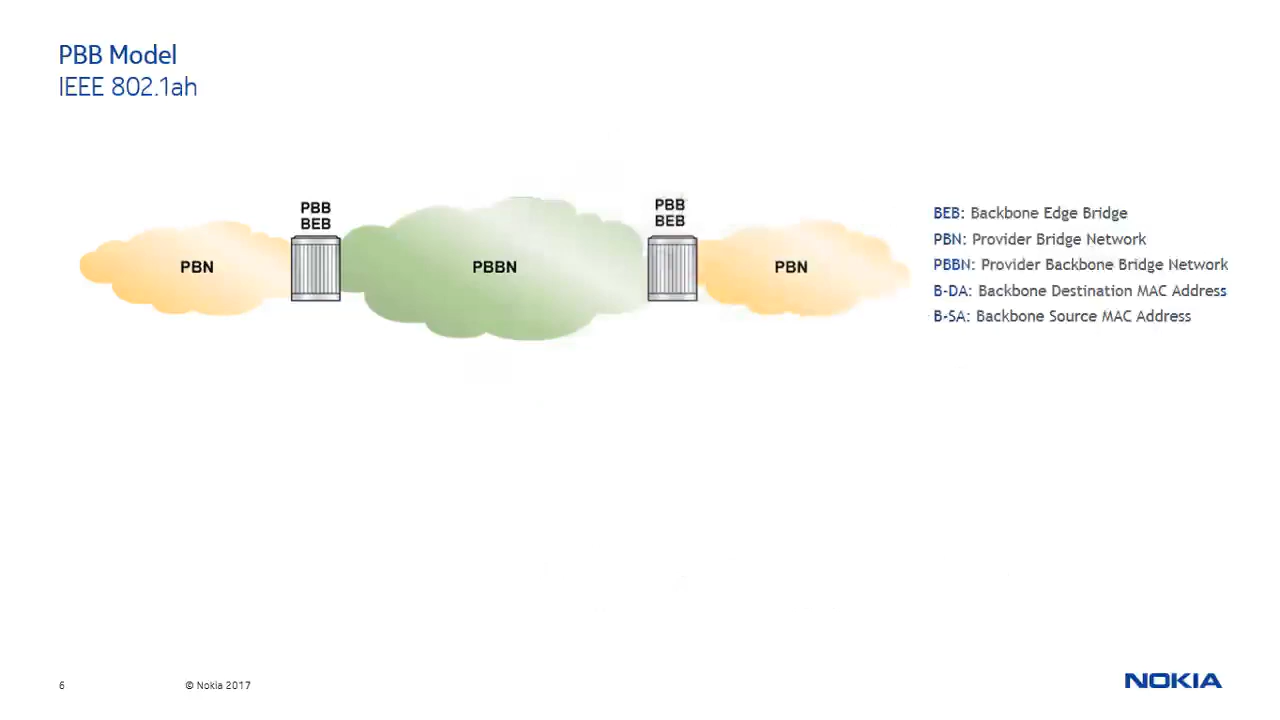 PBB Model
IEEE 802.1ah
PBB
BEB
PBB
BEB
PBN
PBBN
PBN
BEB: Backbone Edge Bridge
PBN: Provider Bridge Network
PBBN: Provider Backbone Bridge Network
B-DA: Backbone Destination MAC Address
B-SA: Backbone Source MAC Address
6
© Nokia 2017
NOKIA